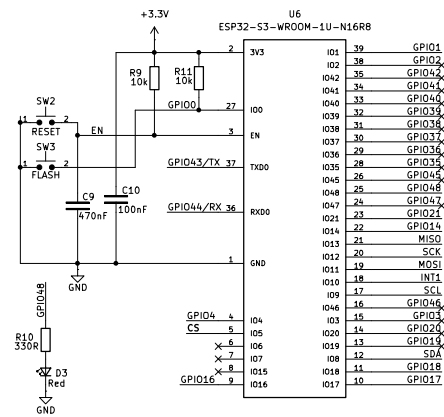 +3.3V
U6
ESP32-S3-WROOM-1U-N16R8
2 3V3 IO1 39 GPIO1
IO2 38 GPIO2
R9 10k
R11 10k
IO42 35 GPIO42
IO41 34 GPIO41
IO40 33 GPIO40
GPIO0 27 IO0 IO39 32 GPIO39
SW2
1 2
RESET
IO38 31 GPIO38
EN 3 EN IO37 30 GPIO37
SW3
1 2
FLASH
IO36 29 GPIO36
GPIO43/TX 37 TXD0 IO35 28 GPIO35
IO45 26 GPIO45
C9 470nF
C10 100nF
IO48 25 GPIO48
IO47 24 GPIO47
GPIO44/RX 36 RXD0 IO21 23 GPIO21
IO14 22 GPIO14
IO13 21 MISO
IO12 20 SCK
1 GND IO11 19 MOSI
GND
IO10 18 INT1
IO9 17 SCL
GPIO48
IO46 16 GPIO46
GPIO4 4 IO4 IO3 15 GPIO3
CS 5 IO5 IO20 14 GPIO20
R10
330R
6 IO6 IO19 13 GPIO19
7 IO7 IO8 12 SDA
D3
Red
8 IO15 IO18 11 GPIO18
GPIO16 9 IO16 IO17 10 GPIO17
GND